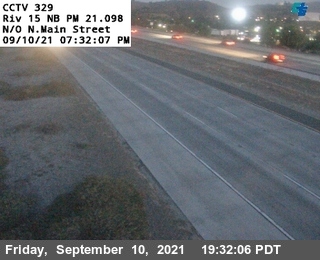 CCTV 329
Riv 15 NB PM 21.098
N/O N.Main Street
09/10/21 07:32:07 PM
Friday, September 10, 2021 19:32:06 PDT